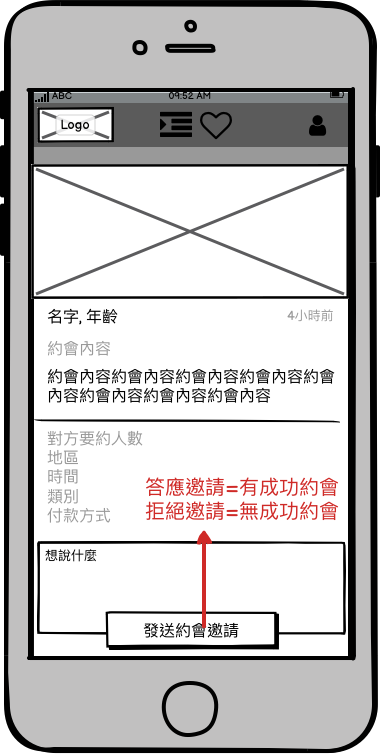 ABC 09:52 AM
Logo
名字, 年齡 4小時前
約會內容
約會內容約會內容約會內容約會內容約會
內容約會內容約會內容約會內容
對方要約人數
地區
時間
類別
付款方式
答應邀請=有成功約會
拒絕邀請=無成功約會
想說什麼
發送約會邀請